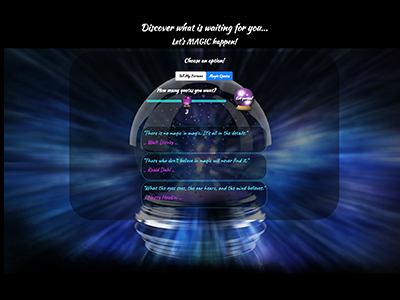 Discover what is waiting for you...
Let's MAGIC happen!
Choose an option!
Tell My Fortune Magic Quotes
How many quotes you want?
3
"There is no magic in magic. It's all in the details."
- Walt Disney -
"Those who don't believe in magic will never find it."
- Roald Dahl -
"What the eyes see, the ear hears, and the mind believes."
- Harry Houdini -